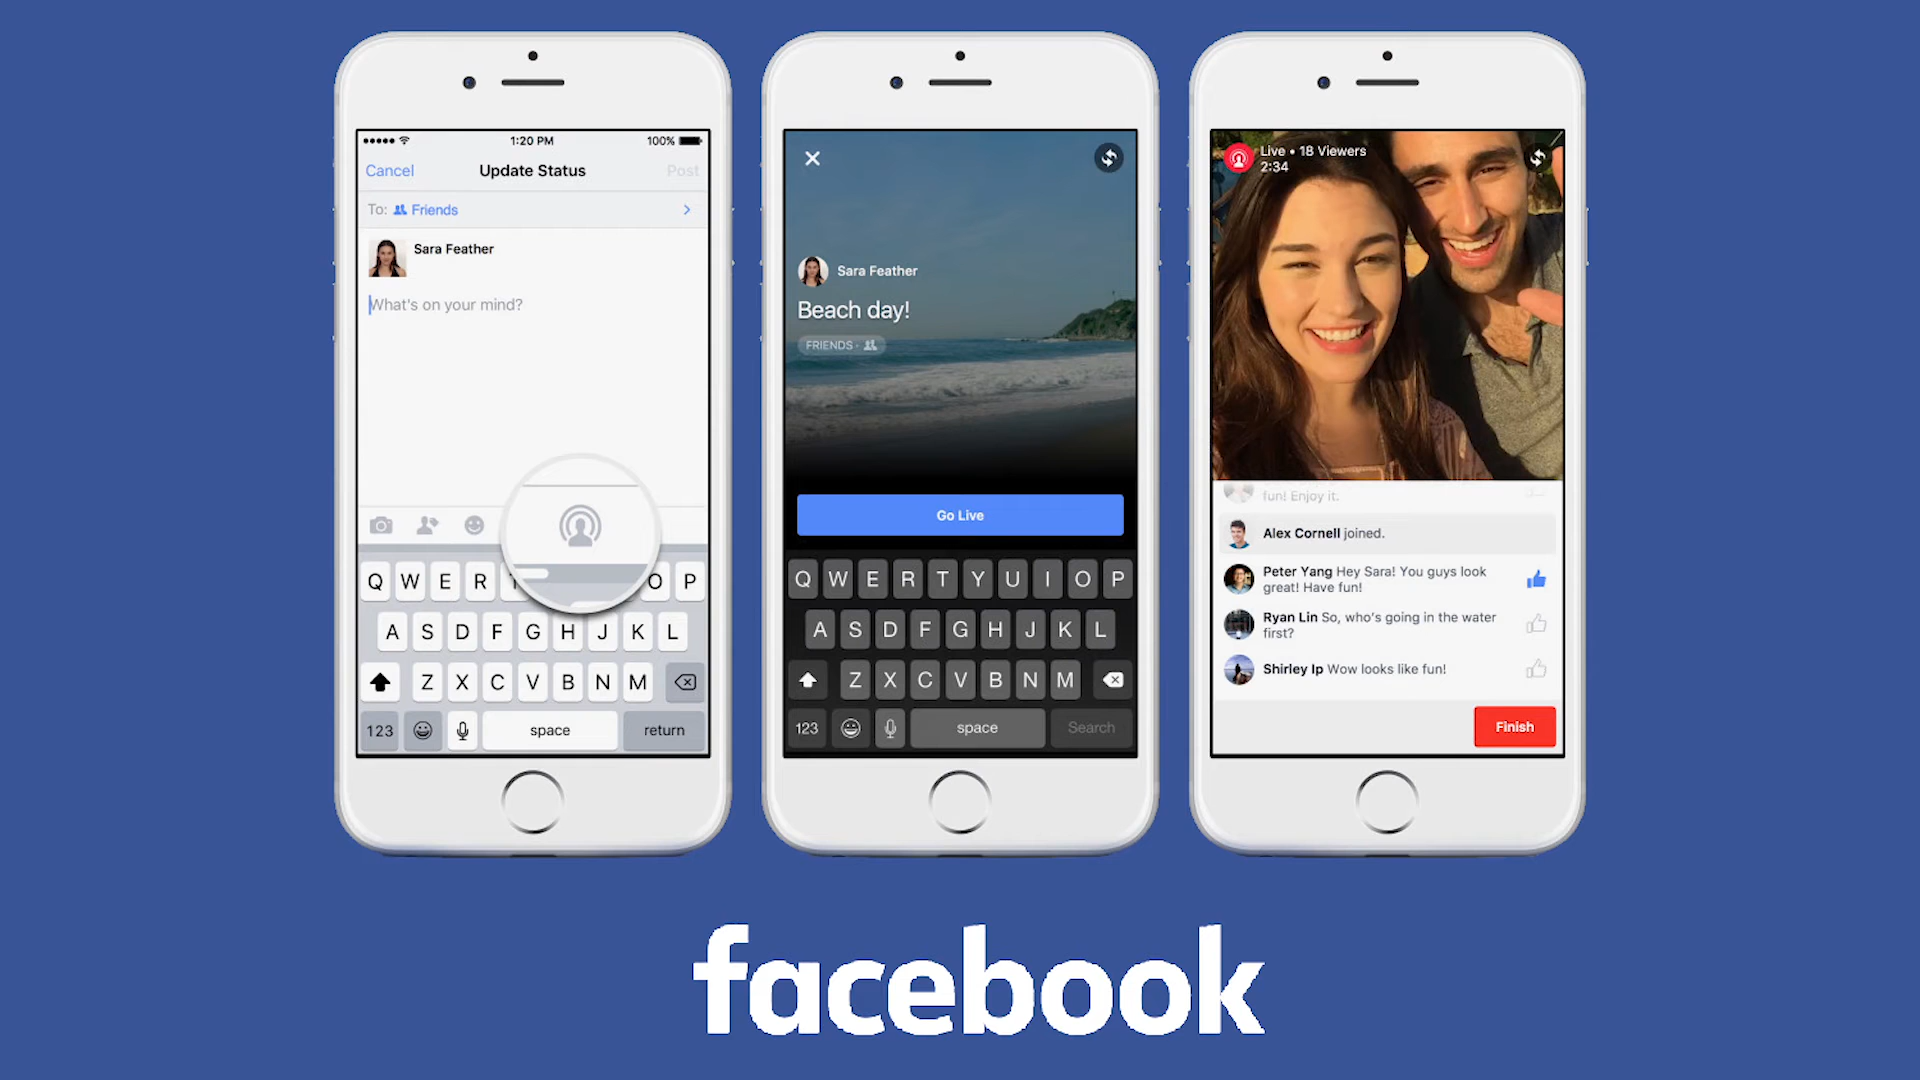 1:20 PM
100%
Cancel
Update Status
Post
To: Friends
Sara Feather
What's on your mind?
Q W E R T O P
A S D F G H J K L
Z X C V B N M
123
space
return
Sara Feather
Beach day!
FRIENDS
Go Live
Q W E R T Y U I O P
A S D F G H J K L
Z X C V B N M
123
space
Search
Live • 18 Viewers
2:34
fun! Enjoy it.
Alex Cornell joined.
Peter Yang Hey Sara! You guys look
great! Have fun!
Ryan Lin So, who's going in the water
first?
Shirley Ip Wow looks like fun!
Finish
facebook